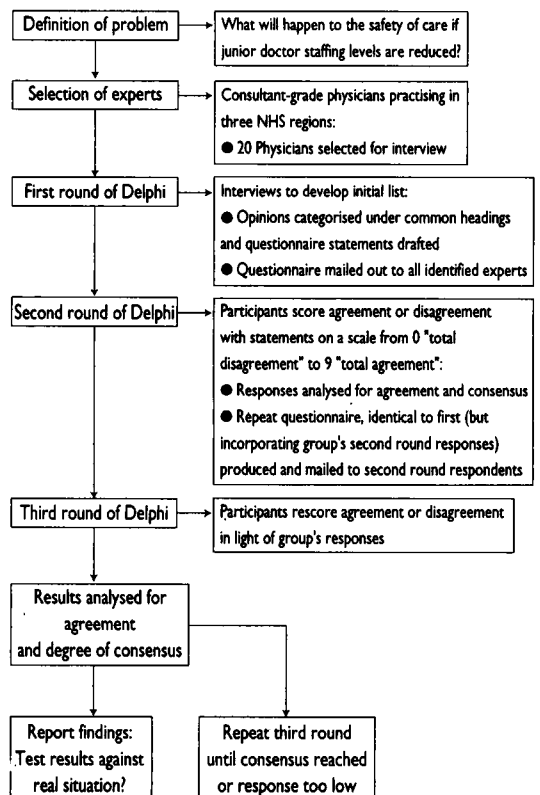 Definition of problem
What will happen to the safety of care if
junior doctor staffing levels are reduced?
Selection of experts
Consultant-grade physicians practising in
three NHS regions:
● 20 Physicians selected for interview
First round of Delphi
Interviews to develop initial list:
● Opinions categorised under common headings
and questionnaire statements drafted
● Questionnaire mailed out to all identified experts
Second round of Delphi
Participants score agreement or disagreement
with statements on a scale from 0 "total
disagreement" to 9 "total agreement":
● Responses analysed for agreement and consensus
● Repeat questionnaire, identical to first (but
incorporating group's second round responses)
produced and mailed to second round respondents
Third round of Delphi
Participants rescore agreement or disagreement
in light of group's responses
Results analysed for
agreement
and degree of consensus
Report findings:
Test results against
real situation?
Repeat third round
until consensus reached
or response too low